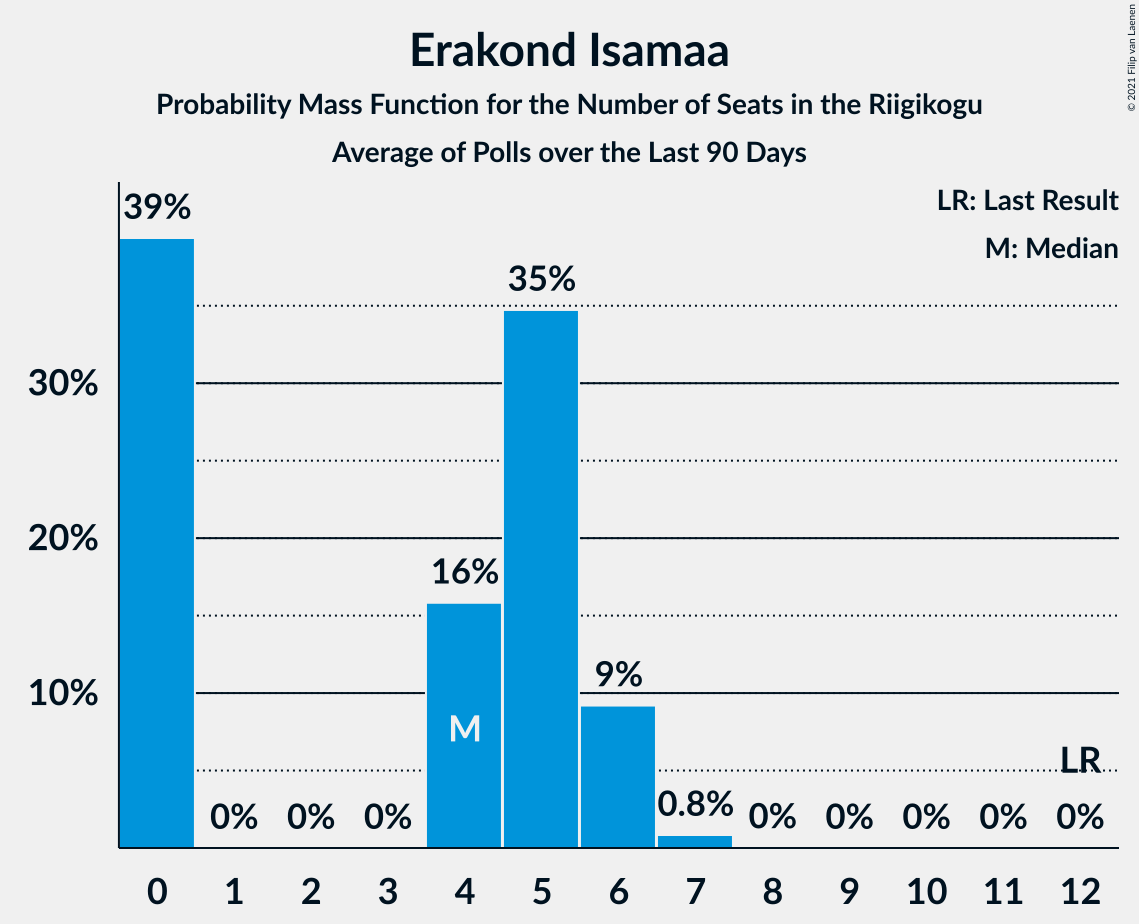 Erakond Isamaa
Probability Mass Function for the Number of Seats in the Riigikogu
Average of Polls over the Last 90 Days
© 2021 Filip van Laenen
LR: Last Result
M: Median
39%
35%
30%
20%
16%
10%
9%
M
LR
0% 0% 0% 0.8% 0% 0% 0% 0% 0%
0 1 2 3 4 5 6 7 8 9 10 11 12